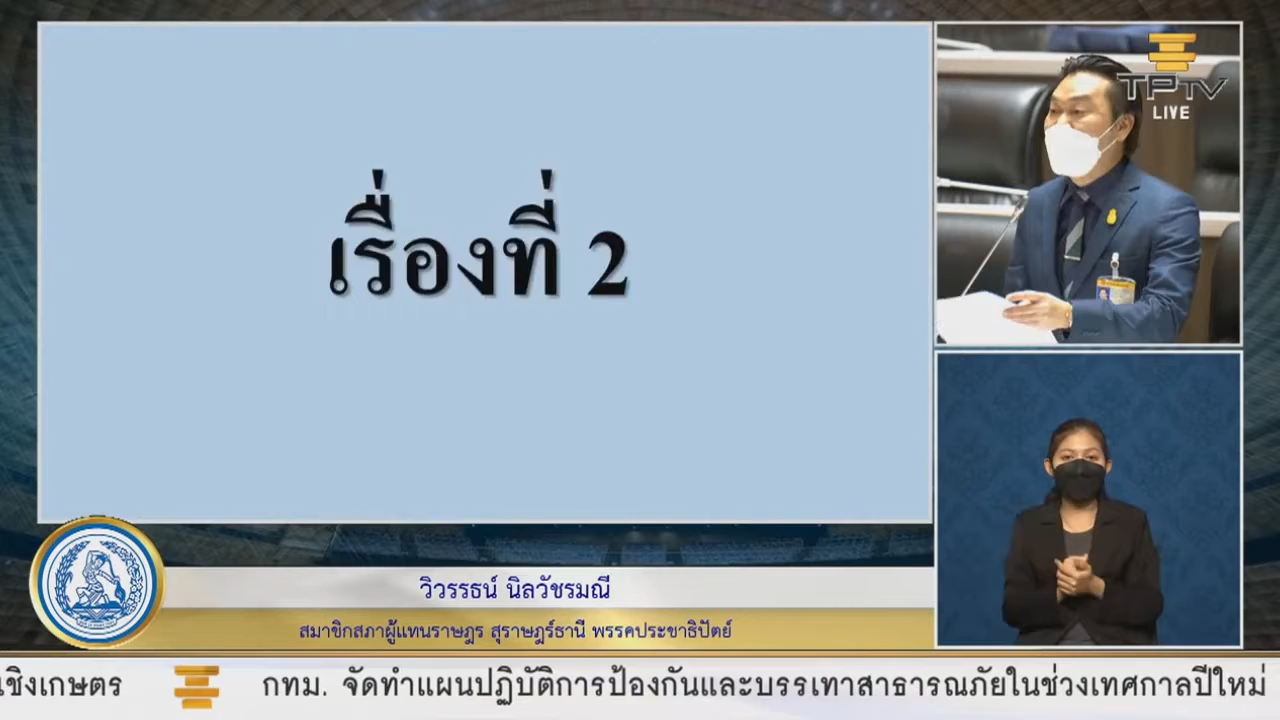 เรื่องที่ 2
TPTV
LIVE
วิวรรธน์ นิลวัชรมณี
สมาชิกสภาผู้แทนราษฎร สุราษฎร์ธานี พรรคประชาธิปัตย์
เชิงเกษตร กทม. จัดทำแผนปฏิบัติการป้องกันและบรรเทาสาธารณภัยในช่วงเทศกาลปีใหม่